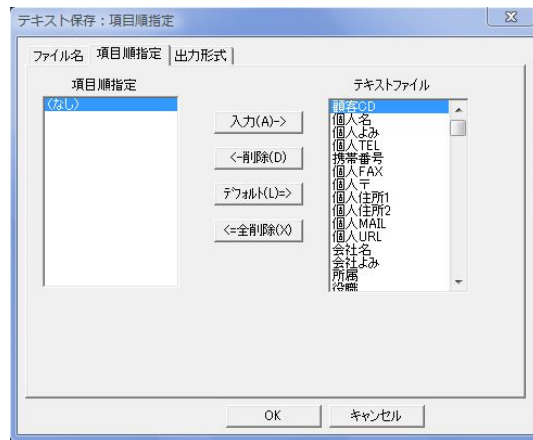 テキスト保存：項目順指定
ファイル名 項目順指定 出力形式
項目順指定
(なし)
入力(A)->
<-削除(D)
デフォルト(L)=>
<=全削除(X)
テキストファイル
顧客CD
個人名
個人よみ
個人TEL
携帯番号
個人FAX
個人〒
個人住所1
個人住所2
個人MAIL
個人URL
会社名
会社よみ
所属
役職
OK キャンセル